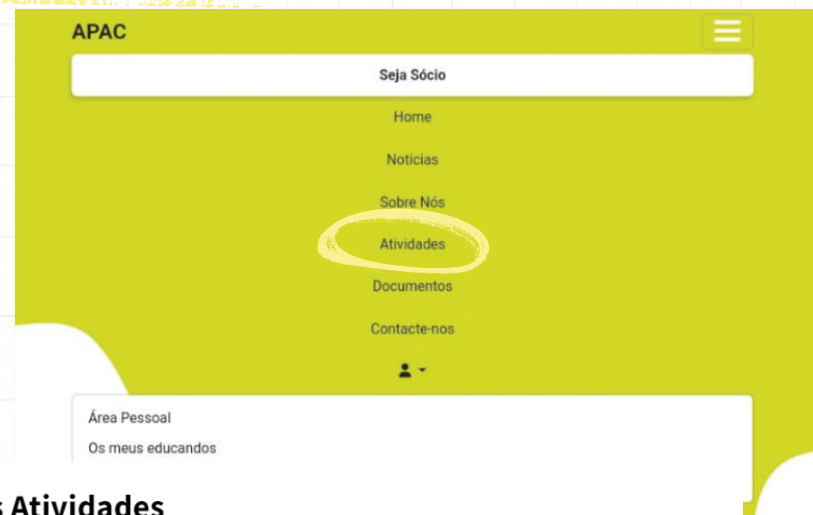 APAC
Seja Sócio
Home
Notícias
Sobre Nós
Atividades
Documentos
Contacte-nos
Área Pessoal
Os meus educandos
Atividades